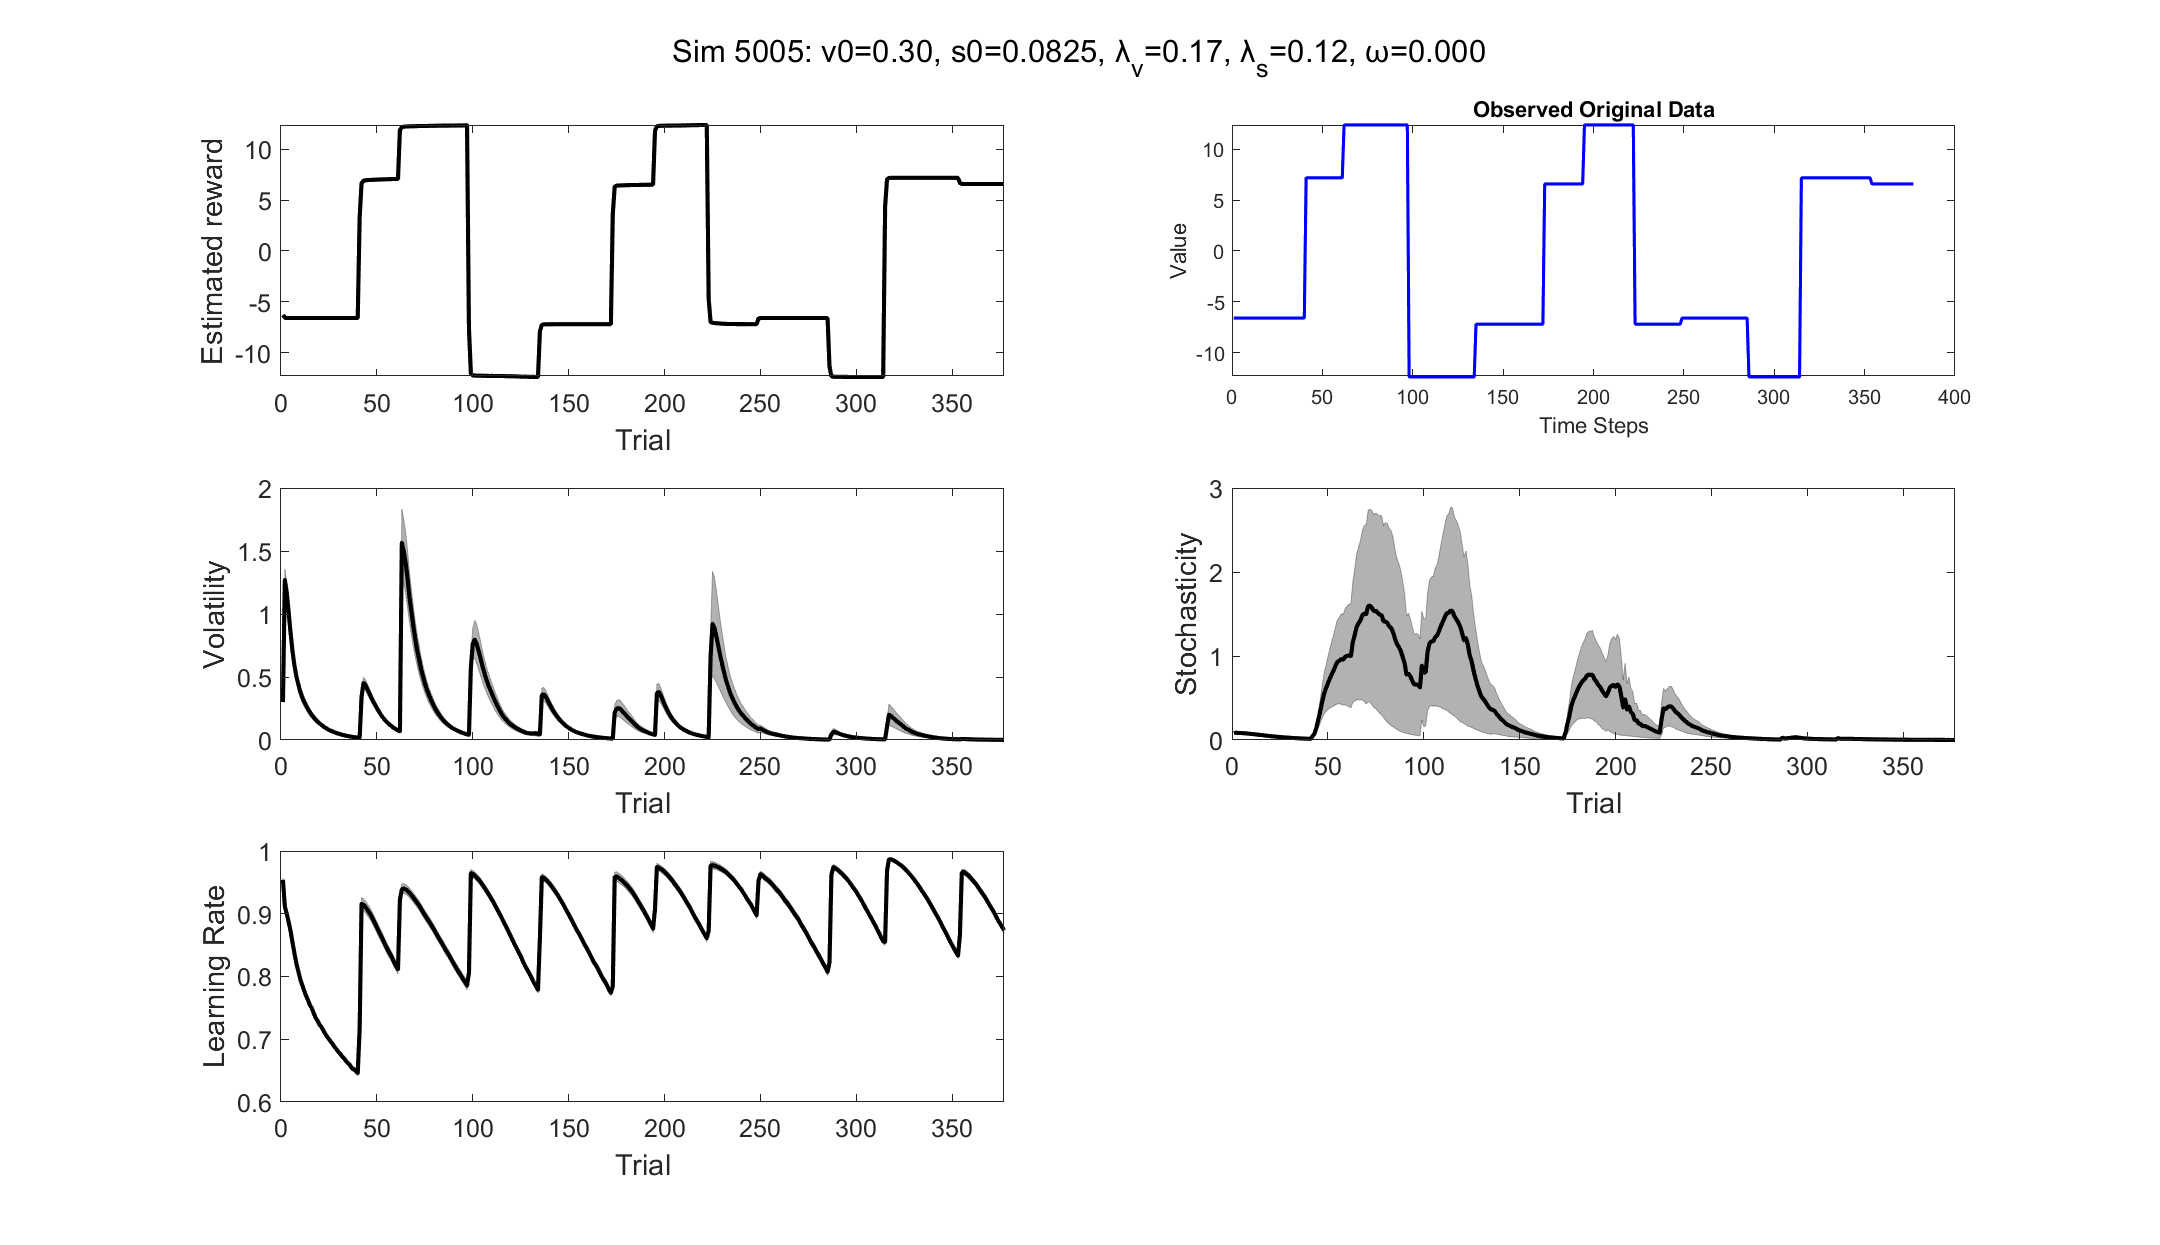 Sim 5005: v0=0.30, s0=0.0825, λv=0.17, λs=0.12, ω=0.000
Estimated reward
10
5
0
-5
-10
0 50 100 150 200 250 300 350
Trial
Observed Original Data
Value
10
5
0
-5
-10
0 50 100 150 200 250 300 350 400
Time Steps
Volatility
2
1.5
1
0.5
0
0 50 100 150 200 250 300 350
Trial
Stochasticity
3
2
1
0
0 50 100 150 200 250 300 350
Trial
Learning Rate
1
0.9
0.8
0.7
0.6
0 50 100 150 200 250 300 350
Trial